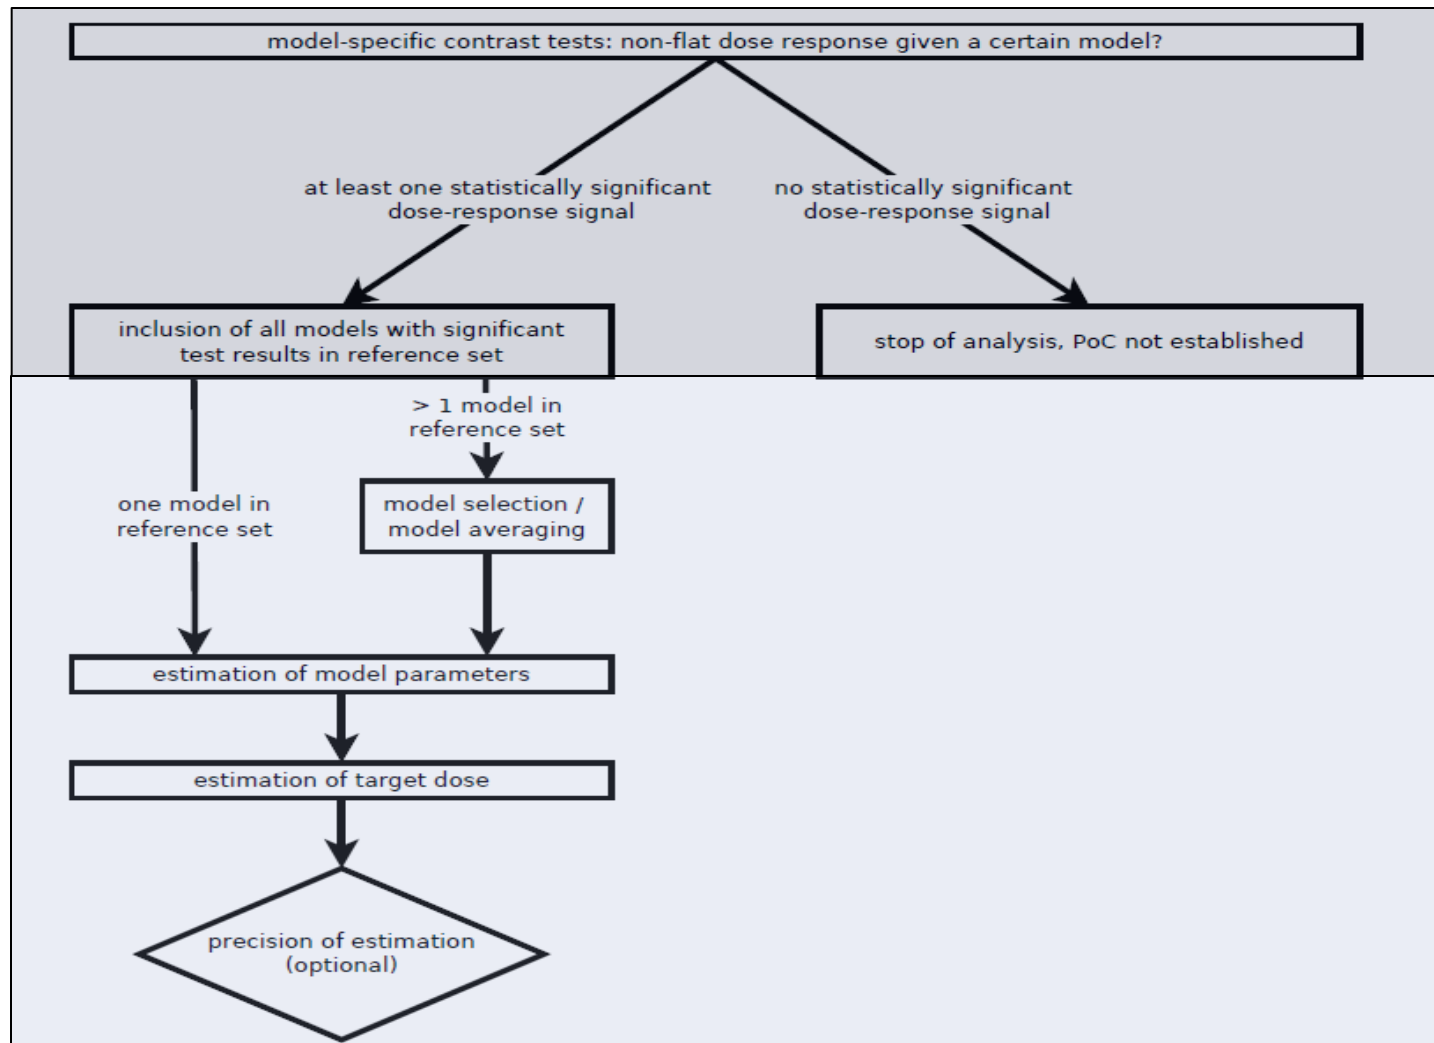 model-specific contrast tests: non-flat dose response given a certain model?
at least one statistically significant
dose-response signal
no statistically significant
dose-response signal
inclusion of all models with significant
test results in reference set
stop of analysis, PoC not established
> 1 model in
reference set
one model in
reference set
model selection /
model averaging
estimation of model parameters
estimation of target dose
precision of estimation
(optional)